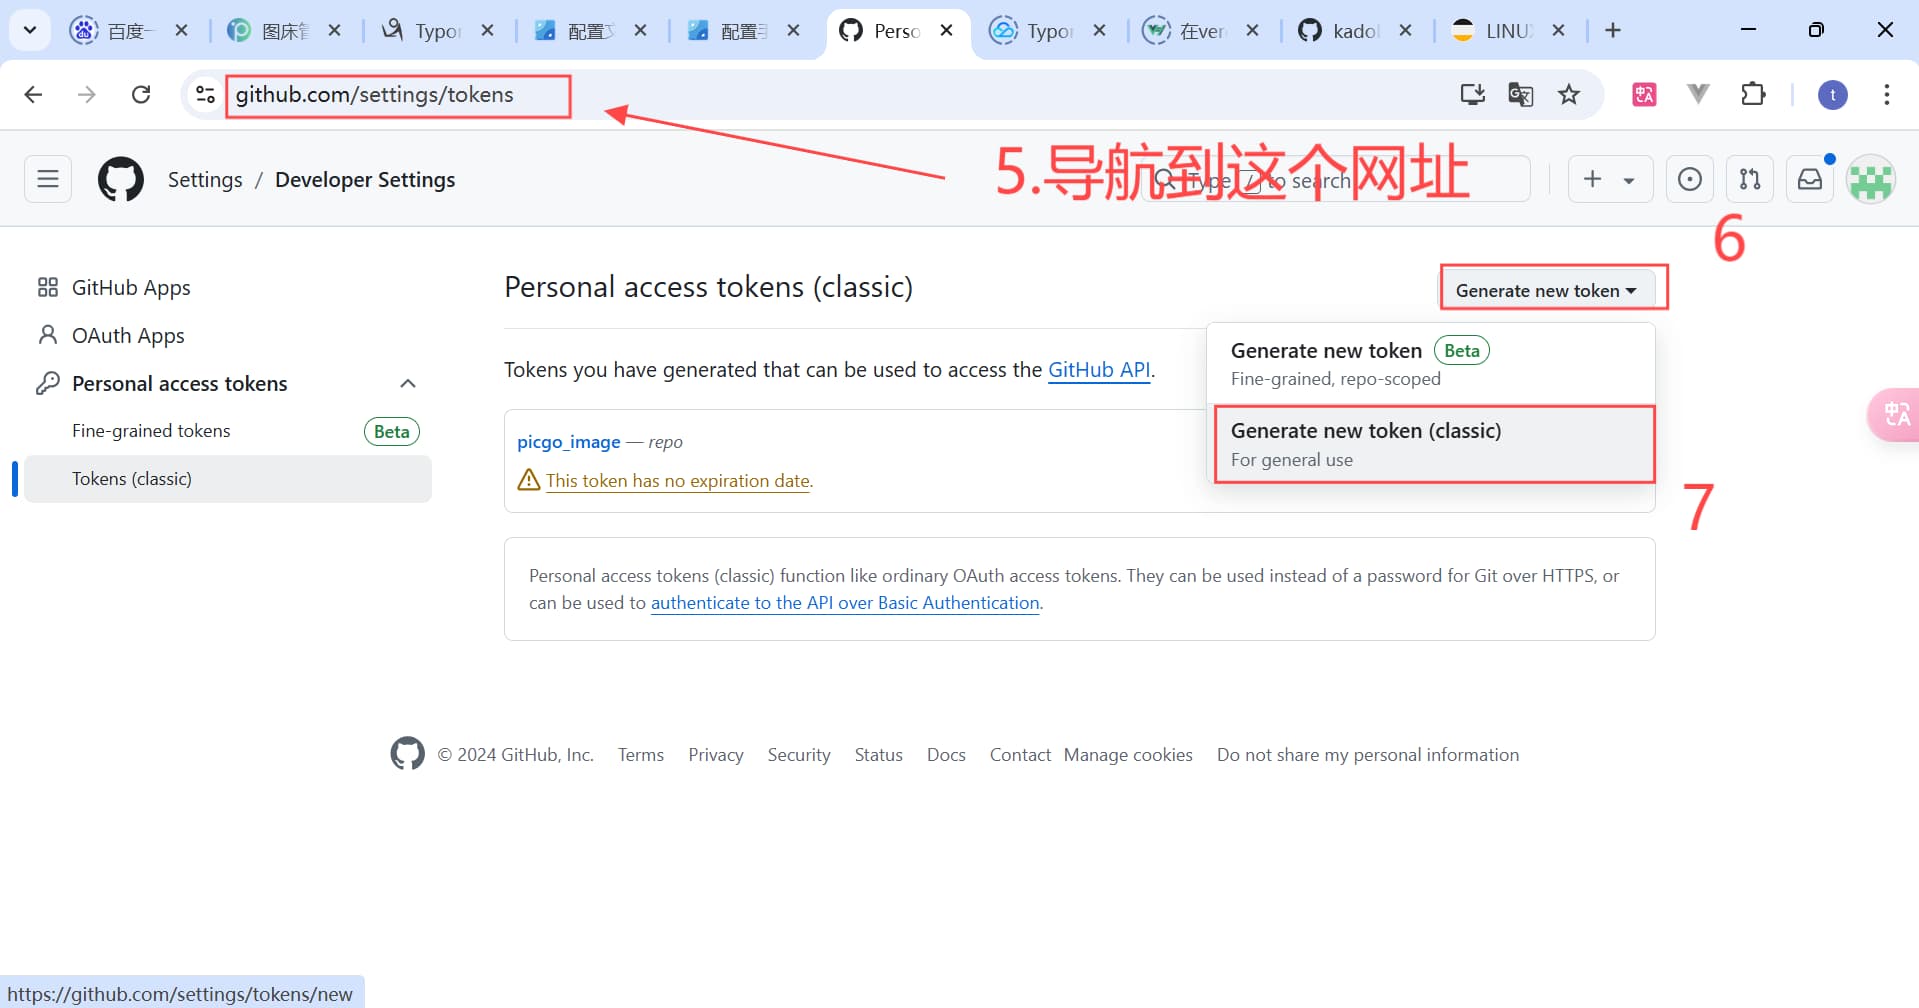 百度一
图床管
Typor
配置文
配置手
Perso
Typor
在ver
kadol
LINUX
github.com/settings/tokens
t
Settings / Developer Settings
Type / to search
5.导航到这个网址
6
GitHub Apps
OAuth Apps
Personal access tokens
Fine-grained tokens Beta
Tokens (classic)
Personal access tokens (classic)
Generate new token
Tokens you have generated that can be used to access the GitHub API.
Generate new token Beta
Fine-grained, repo-scoped
Generate new token (classic)
For general use
7
picgo_image — repo
This token has no expiration date.
Personal access tokens (classic) function like ordinary OAuth access tokens. They can be used instead of a password for Git over HTTPS, or
can be used to authenticate to the API over Basic Authentication.
© 2024 GitHub, Inc. Terms Privacy Security Status Docs Contact Manage cookies Do not share my personal information
https://github.com/settings/tokens/new